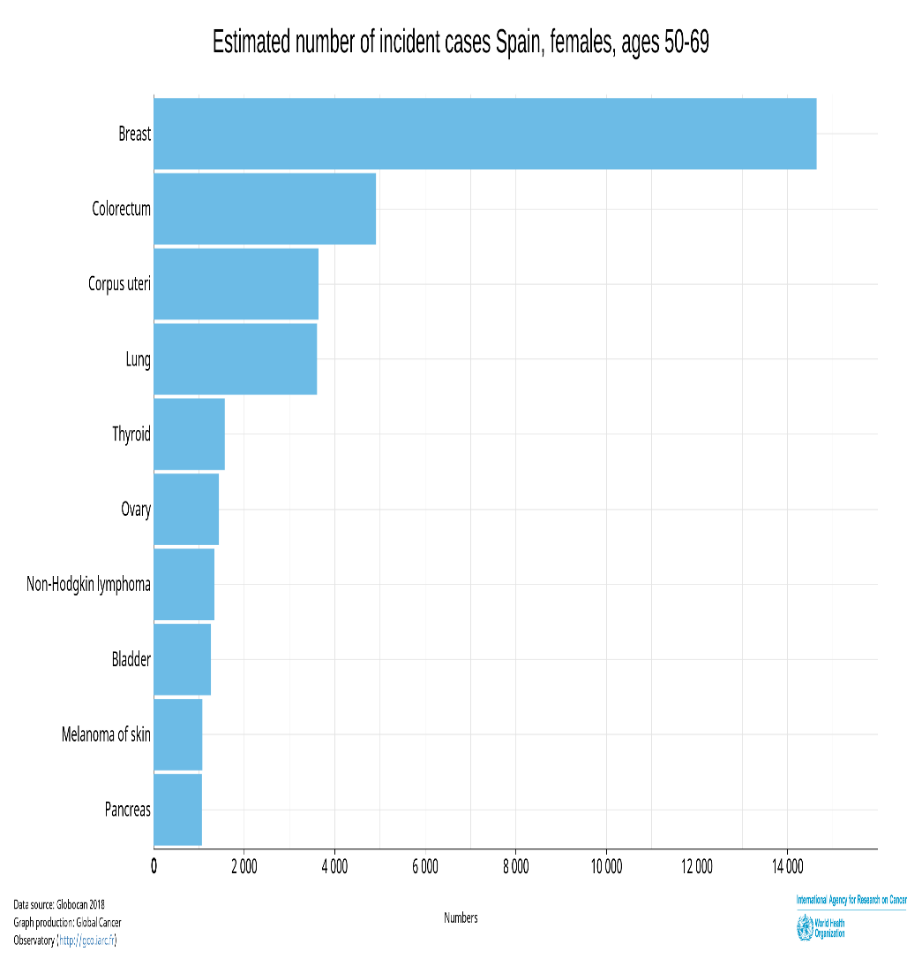 Estimated number of incident cases Spain, females, ages 50-69
Breast
Colorectum
Corpus uteri
Lung
Thyroid
Ovary
Non-Hodgkin lymphoma
Bladder
Melanoma of skin
Pancreas
0 2 000 4 000 6 000 8 000 10 000 12 000 14 000
Numbers
Data source: Globocan 2018
Graph production: Global Cancer
Observatory (http://gco.iarc.fr)
International Agency for Research on Cancer
World Health
Organization